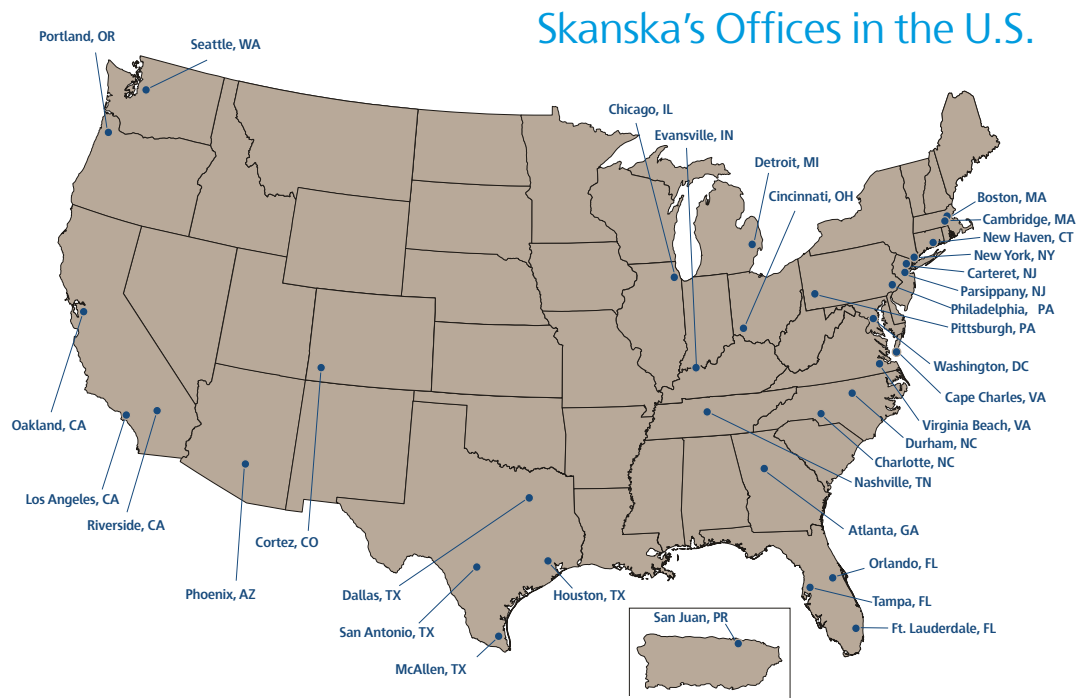 Skanska's Offices in the U.S.
Portland, OR
Seattle, WA
Chicago, IL
Evansville, IN
Detroit, MI
Cincinnati, OH
Boston, MA
Cambridge, MA
New Haven, CT
New York, NY
Carteret, NJ
Parsippany, NJ
Philadelphia, PA
Pittsburgh, PA
Washington, DC
Cape Charles, VA
Virginia Beach, VA
Durham, NC
Charlotte, NC
Nashville, TN
Atlanta, GA
Oakland, CA
Los Angeles, CA
Riverside, CA
Cortez, CO
Phoenix, AZ
Dallas, TX
Houston, TX
San Antonio, TX
McAllen, TX
Orlando, FL
Tampa, FL
Ft. Lauderdale, FL
San Juan, PR